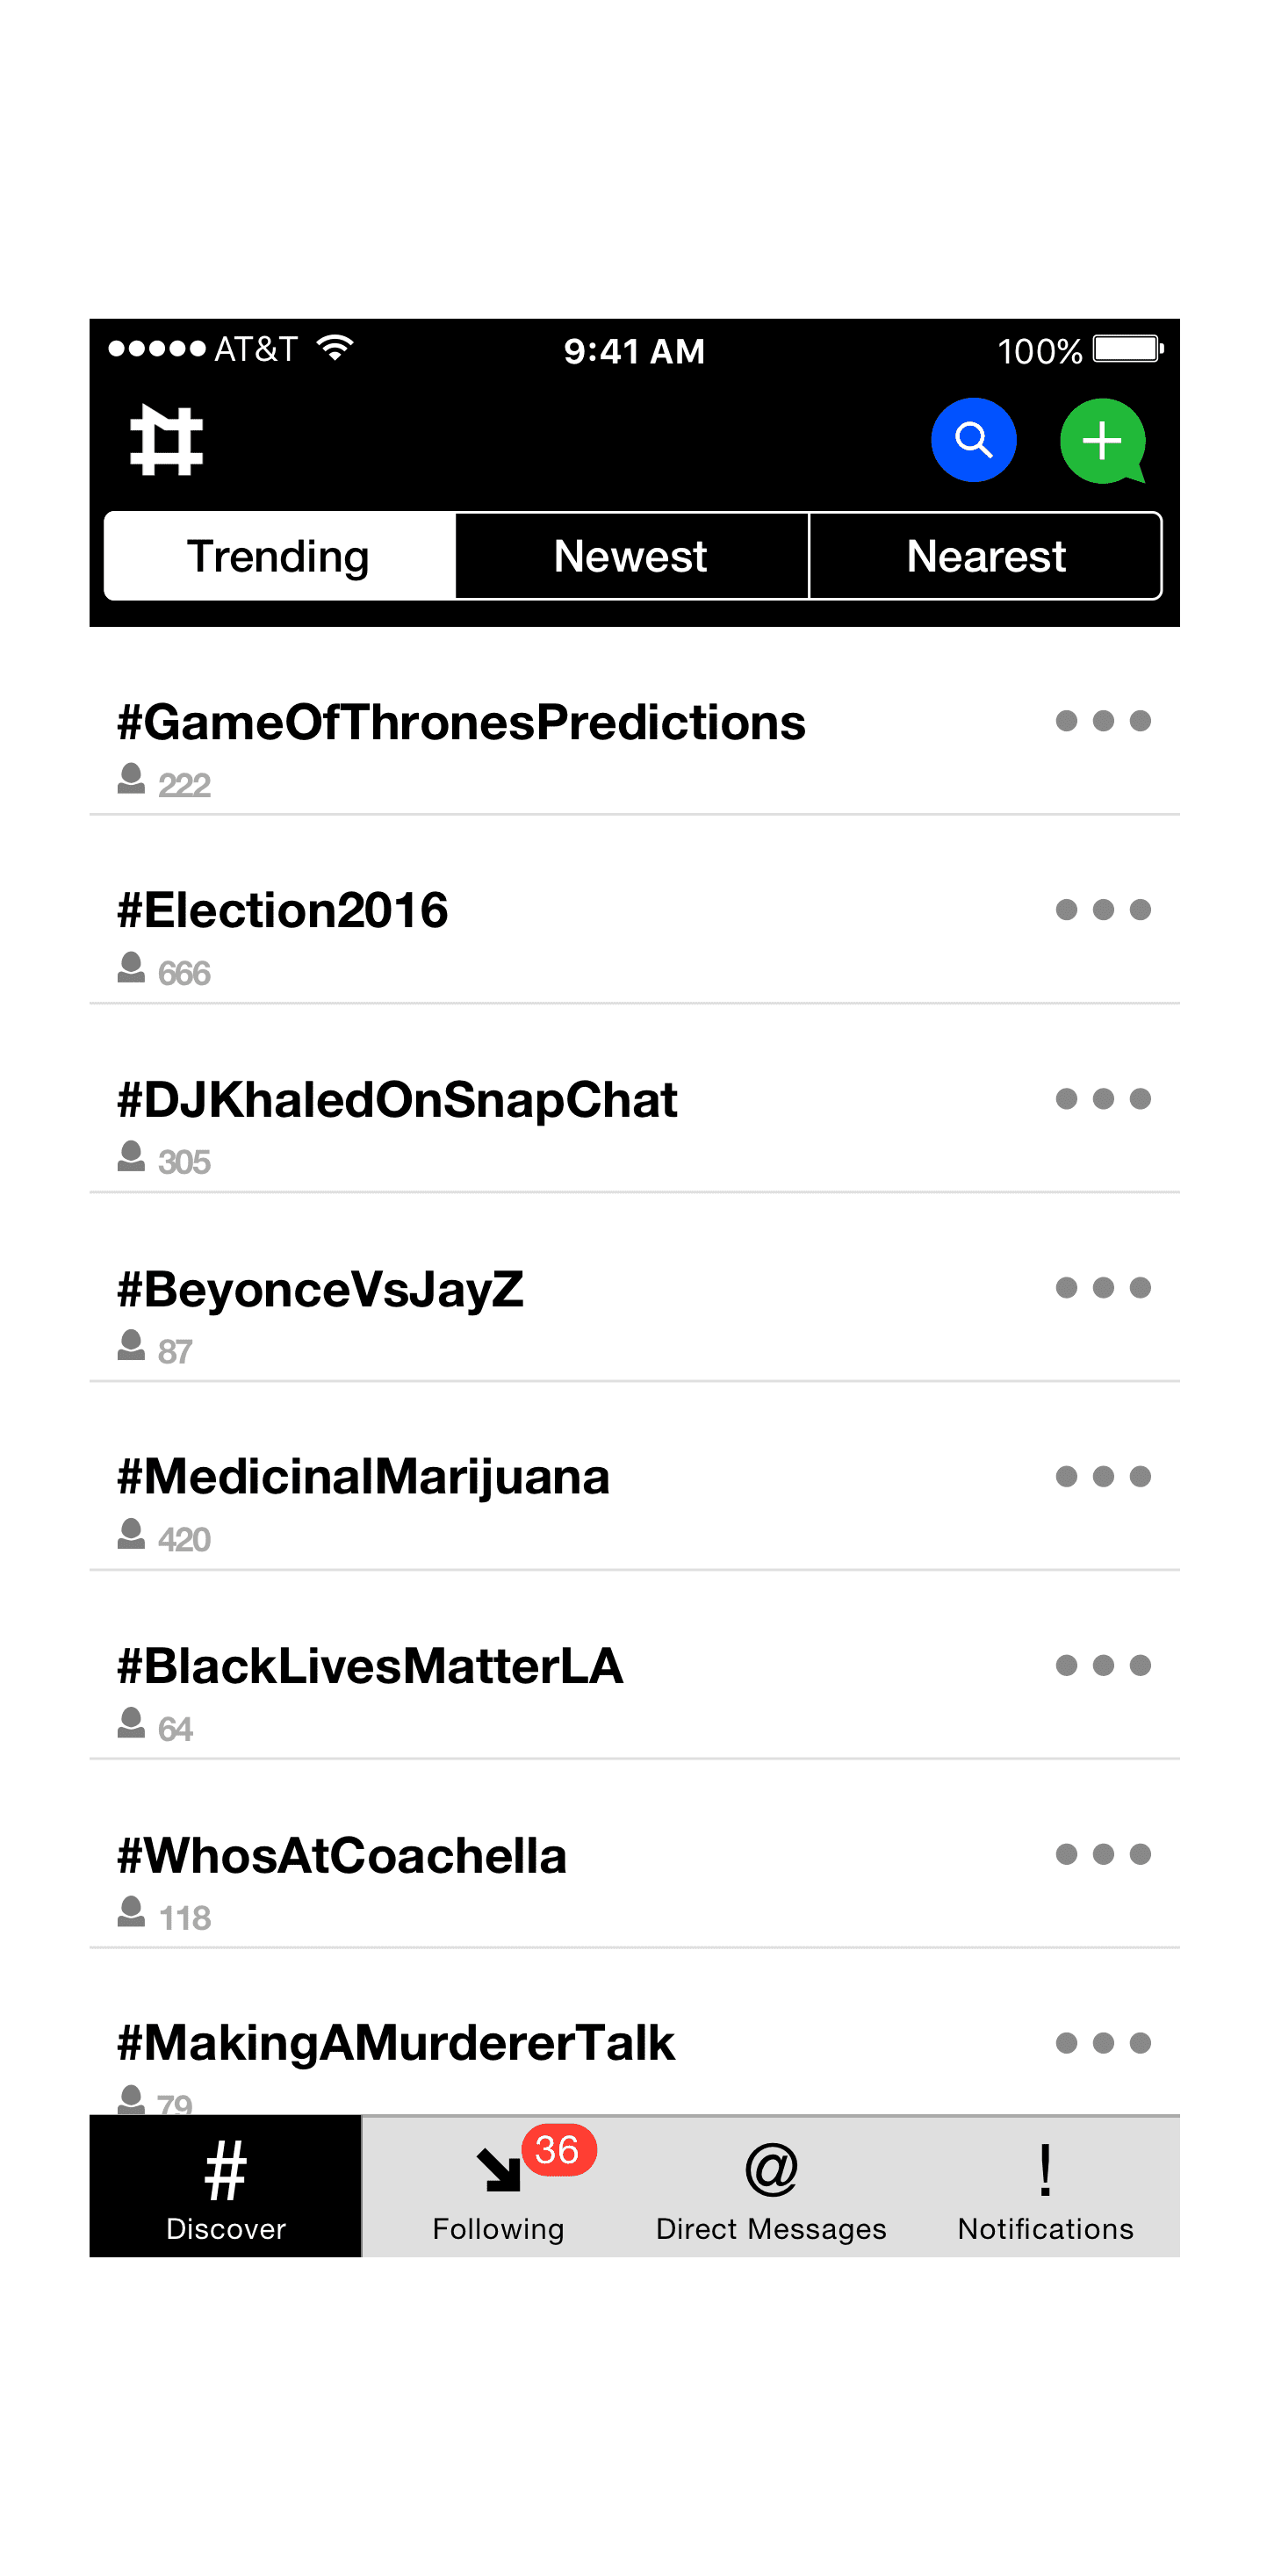 AT&T 9:41 AM 100%
Trending Newest Nearest
#GameOfThronesPredictions
222
#Election2016
666
#DJKhaledOnSnapChat
305
#BeyonceVsJayZ
87
#MedicinalMarijuana
420
#BlackLivesMatterLA
64
#WhosAtCoachella
118
#MakingAMurdererTalk
79
# 36 @ !
Discover Following Direct Messages Notifications